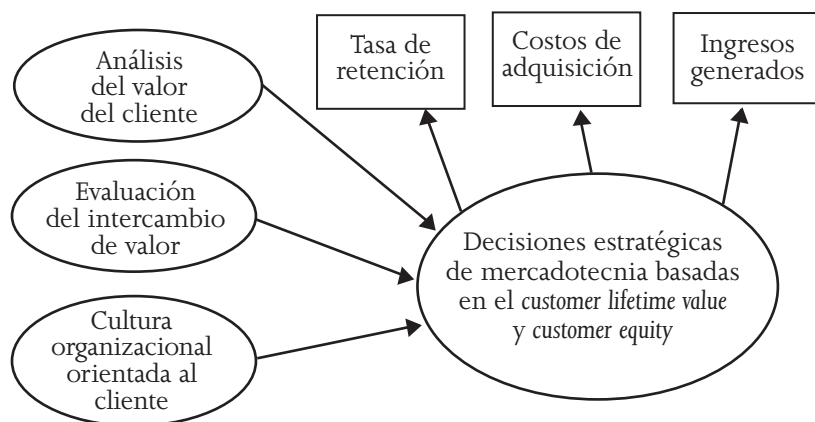 Análisis
del valor
del cliente
Tasa de
retención
Costos de
adquisición
Ingresos
generados
Evaluación
del intercambio
de valor
Decisiones estratégicas
de mercadotecnia basadas
en el customer lifetime value
y customer equity
Cultura
organizacional
orientada al
cliente